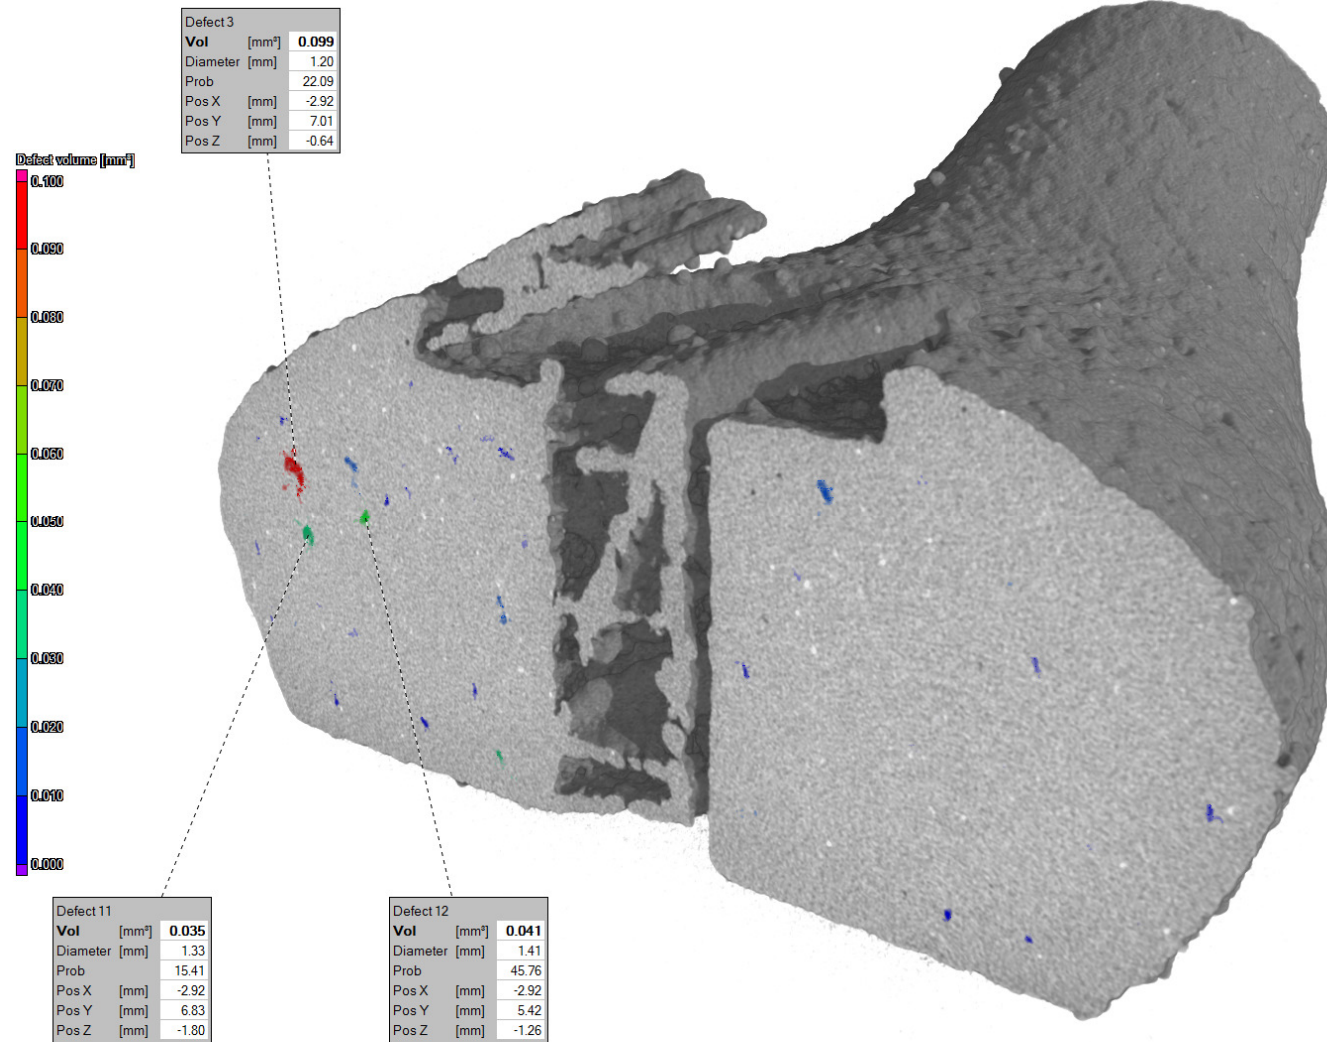 Defect 3
Vol [mm³] 0.099
Diameter [mm] 1.20
Prob 22.09
Pos X [mm] -2.92
Pos Y [mm] 7.01
Pos Z [mm] -0.64
Defect volume [mm³]
0.100
0.090
0.080
0.070
0.060
0.050
0.040
0.030
0.020
0.010
0.000
Defect 11
Vol [mm³] 0.035
Diameter [mm] 1.33
Prob 15.41
Pos X [mm] -2.92
Pos Y [mm] 6.83
Pos Z [mm] -1.80
Defect 12
Vol [mm³] 0.041
Diameter [mm] 1.41
Prob 45.76
Pos X [mm] -2.92
Pos Y [mm] 5.42
Pos Z [mm] -1.26